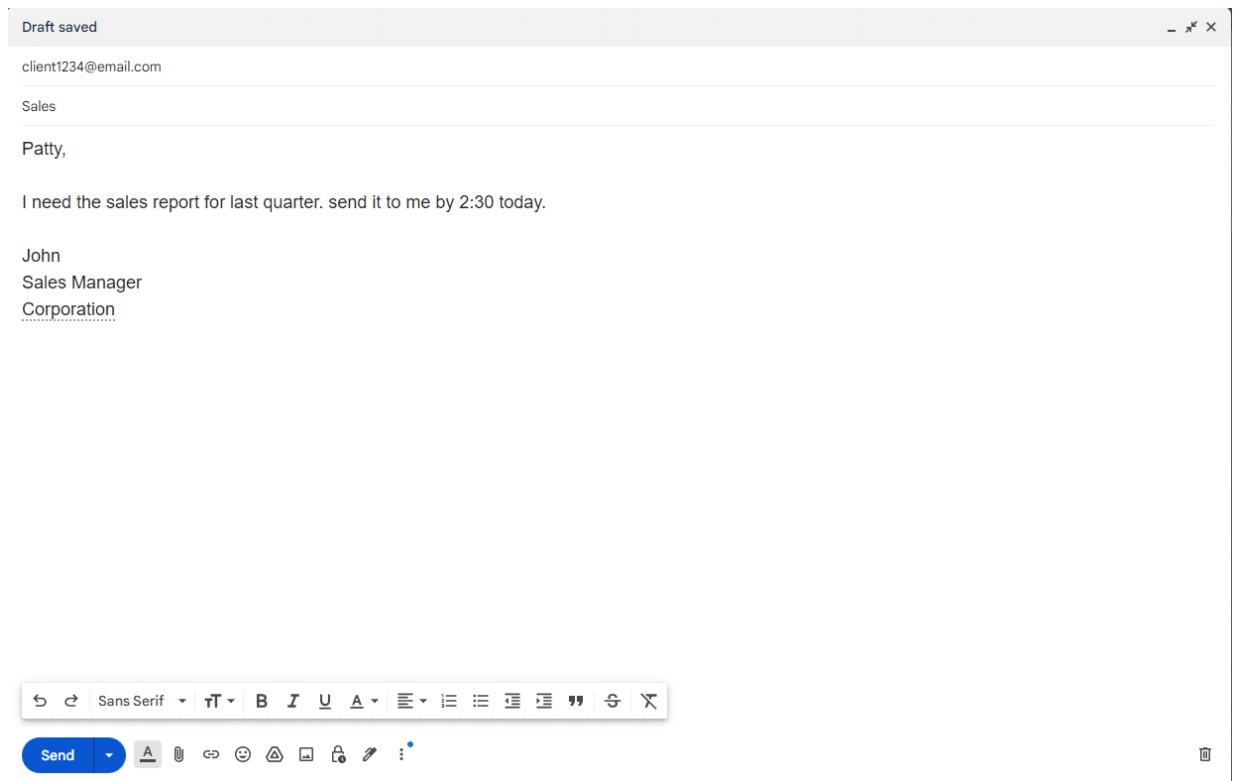 Draft saved
client1234@email.com
Sales
Patty,
I need the sales report for last quarter. send it to me by 2:30 today.
John
Sales Manager
Corporation
Sans Serif
Send